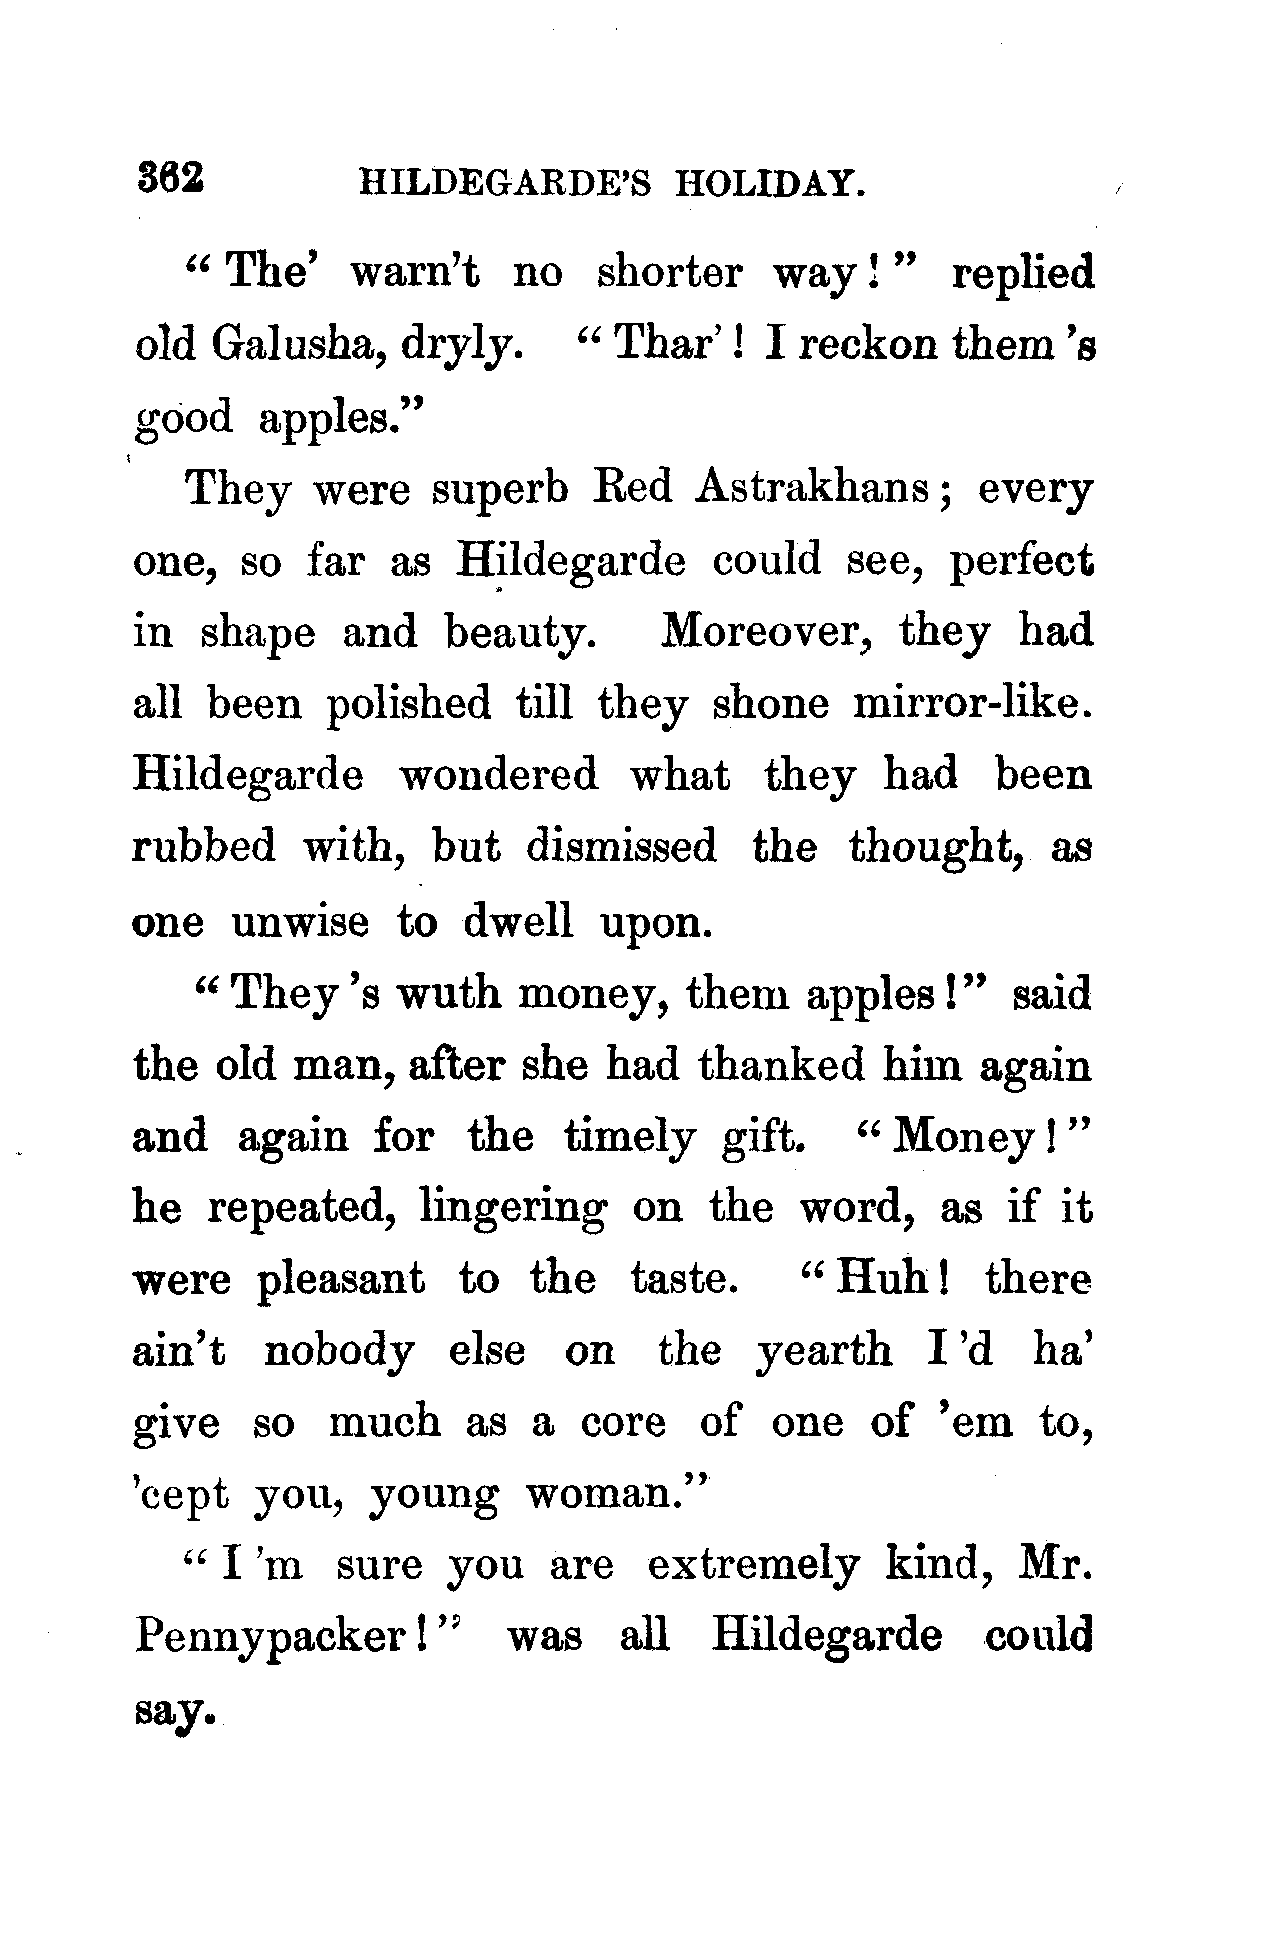 362 HILDEGARDE'S HOLIDAY.
“ The' warn't no shorter way ! ” replied
old Galusha, dryly. “ Thar' ! I reckon them 's
good apples.”
They were superb Red Astrakhans ; every
one, so far as Hildegarde could see, perfect
in shape and beauty. Moreover, they had
all been polished till they shone mirror-like.
Hildegarde wondered what they had been
rubbed with, but dismissed the thought, as
one unwise to dwell upon.
“ They 's wuth money, them apples !” said
the old man, after she had thanked him again
and again for the timely gift. “ Money ! ”
he repeated, lingering on the word, as if it
were pleasant to the taste. “ Huh ! there
ain't nobody else on the yearth I 'd ha'
give so much as a core of one of 'em to,
'cept you, young woman.”
“ I 'm sure you are extremely kind, Mr.
Pennypacker ! ” was all Hildegarde could
say.